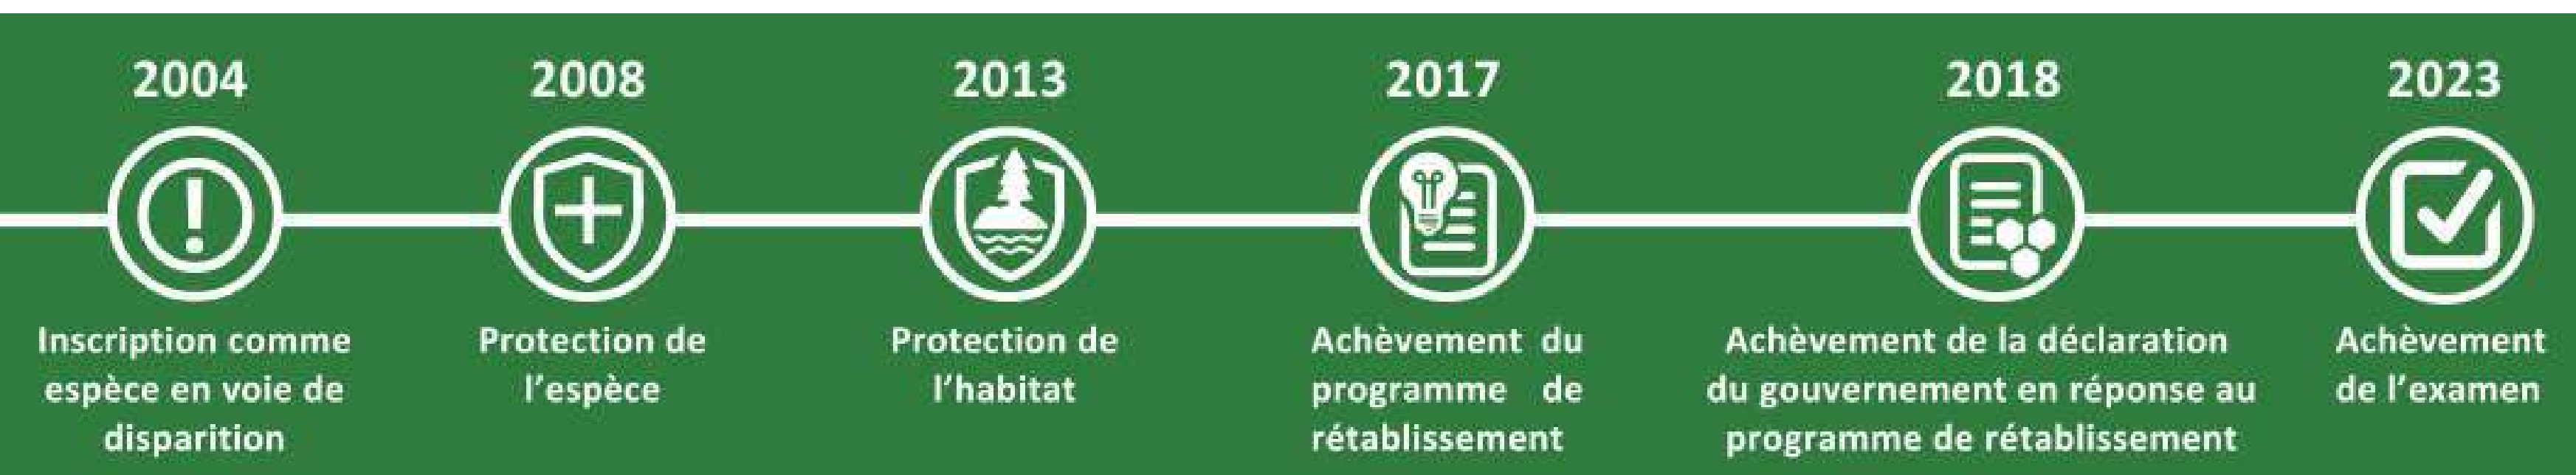 2004
Inscription comme
espèce en voie de
disparition
2008
Protection de
l’espèce
2013
Protection de
l’habitat
2017
Achèvement du
programme de
rétablissement
2018
Achèvement de la déclaration
du gouvernement en réponse au
programme de rétablissement
2023
Achèvement
de l’examen